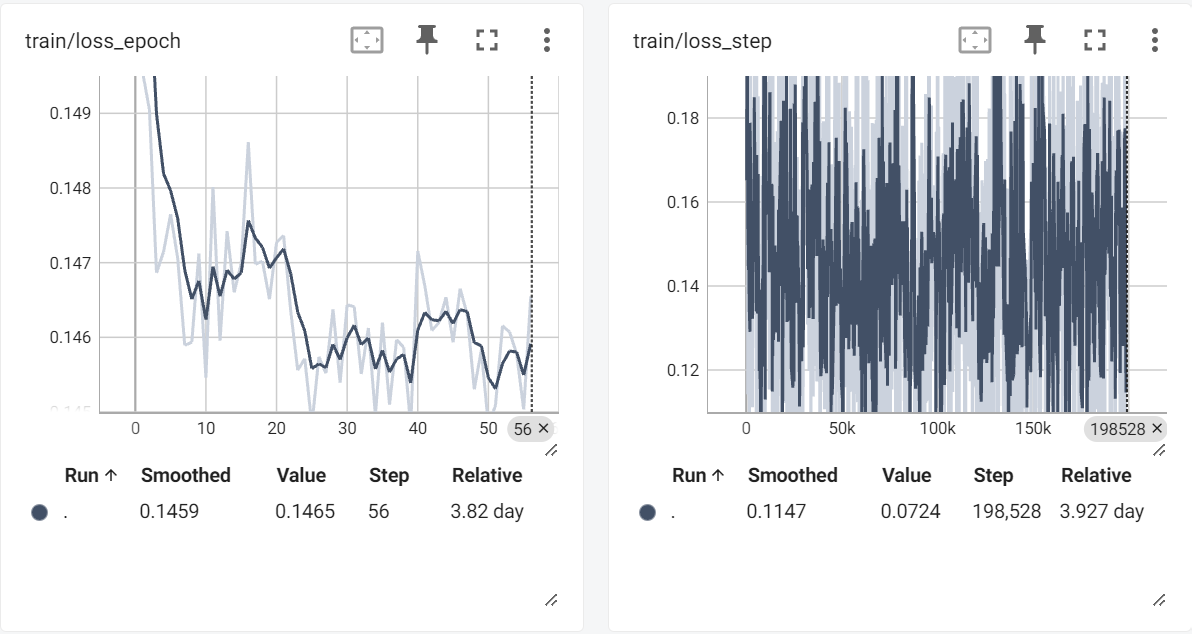 train/loss_epoch
0.149
0.148
0.147
0.146
0.145
0 10 20 30 40 50 56 ×
Run ↑ Smoothed Value Step Relative
. 0.1459 0.1465 56 3.82 day
train/loss_step
0.18
0.16
0.14
0.12
0 50k 100k 150k 198528 ×
Run ↑ Smoothed Value Step Relative
. 0.1147 0.0724 198,528 3.927 day